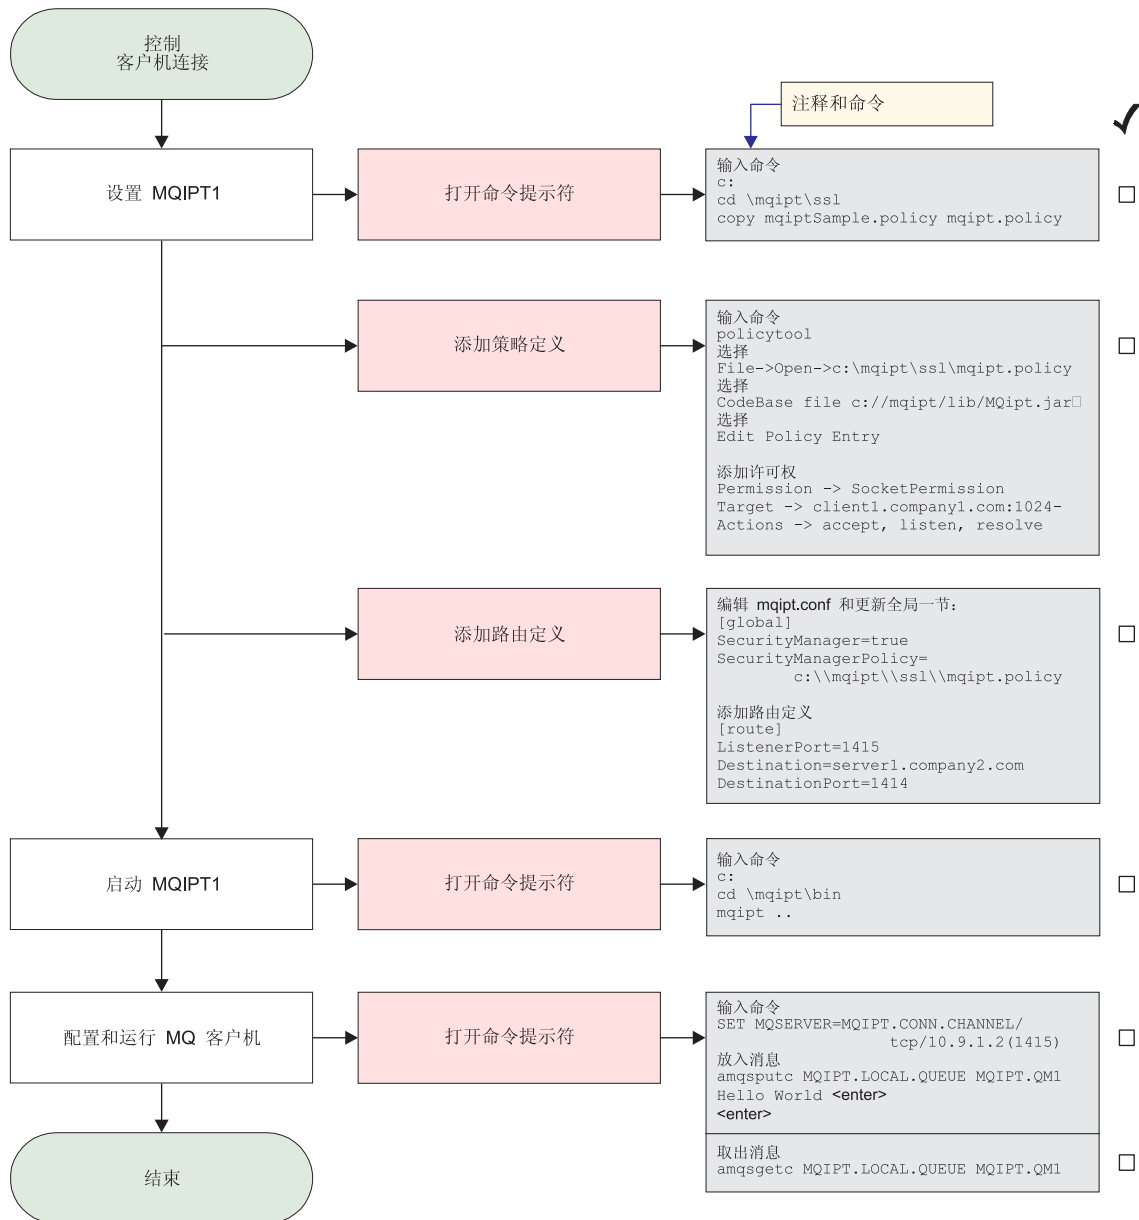 控制
客户机连接
注释和命令
设置 MQIPT1
打开命令提示符
输入命令
c:
cd \mqipt\ssl
copy mqiptSample.policy mqipt.policy
添加策略定义
输入命令
policytool
选择
File->Open->c:\mqipt\ssl\mqipt.policy
选择
CodeBase file c://mqipt/lib/MQipt.jar
选择
Edit Policy Entry
添加许可权
Permission -> SocketPermission
Target -> client1.company1.com:1024-
Actions -> accept, listen, resolve
添加路由定义
编辑 mqipt.conf 和更新全局一节:
[global]
SecurityManager=true
SecurityManagerPolicy=
c:\\mqipt\\ssl\\mqipt.policy
添加路由定义
[route]
ListenerPort=1415
Destination=server1.company2.com
DestinationPort=1414
启动 MQIPT1
打开命令提示符
输入命令
c:
cd \mqipt\bin
mqipt ..
配置和运行 MQ 客户机
打开命令提示符
输入命令
SET MQSERVER=MQIPT.CONN.CHANNEL/
tcp/10.9.1.2(1415)
放入消息
amqsputc MQIPT.LOCAL.QUEUE MQIPT.QM1
Hello World <enter>
<enter>
取出消息
amqsgetc MQIPT.LOCAL.QUEUE MQIPT.QM1
结束